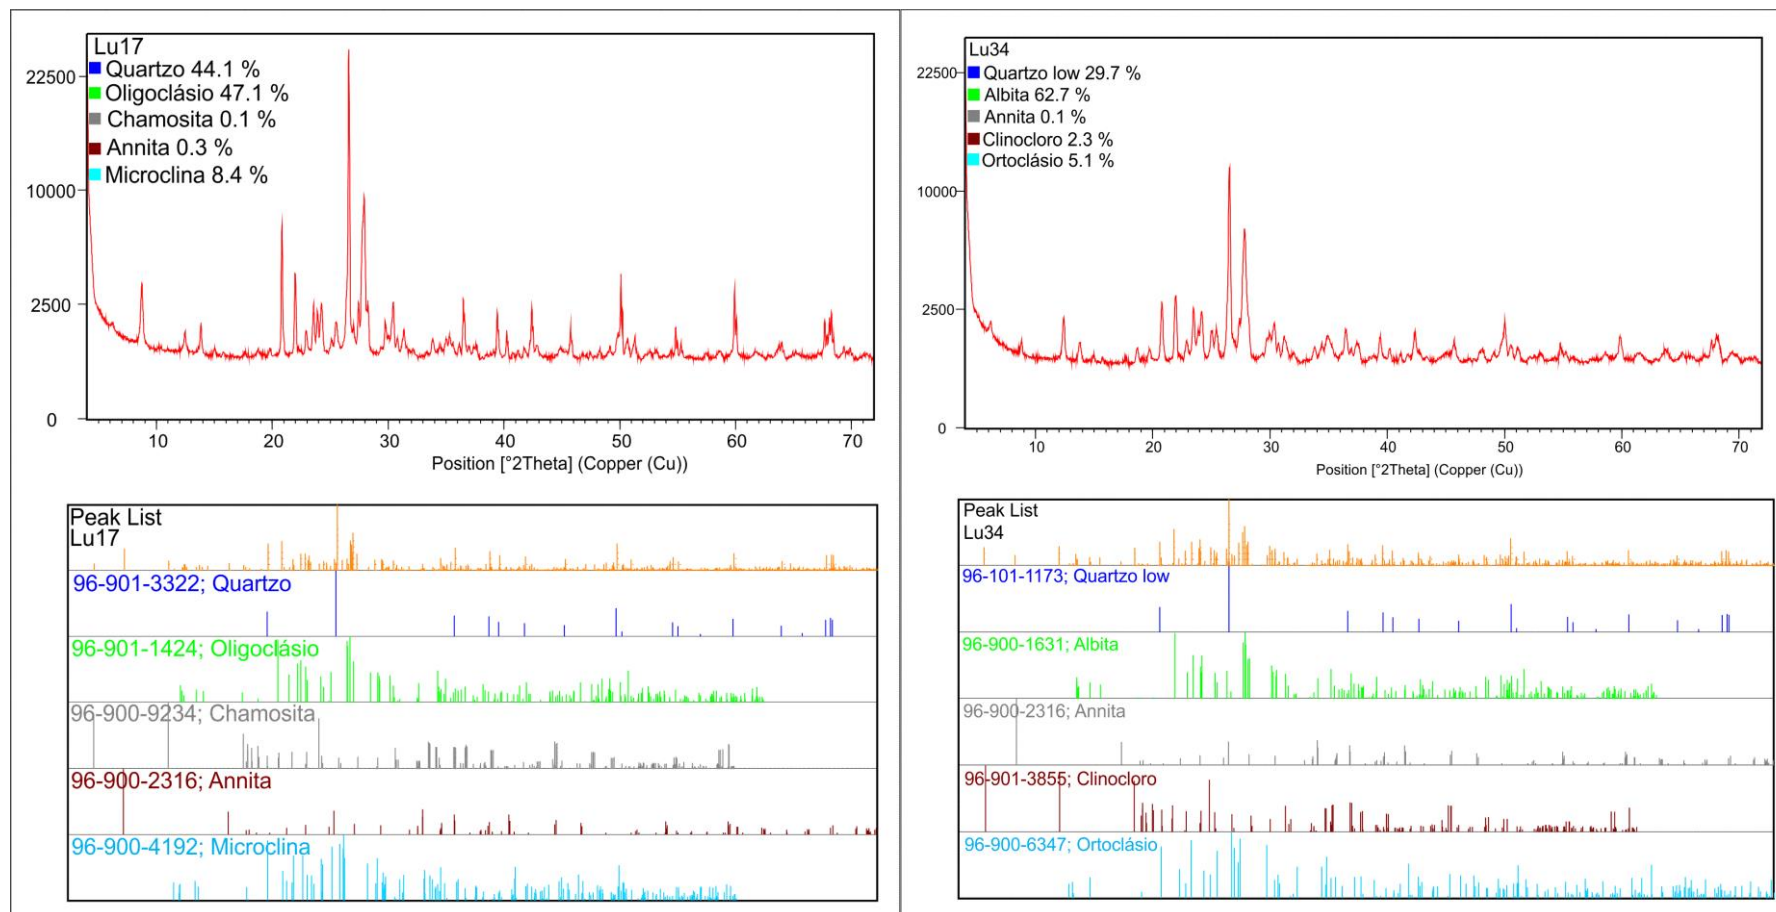 Lu17
Quartzo 44.1 %
Oligoclásio 47.1 %
Chamosita 0.1 %
Annita 0.3 %
Microclina 8.4 %
22500
10000
2500
0
10 20 30 40 50 60 70
Position [°2Theta] (Copper (Cu))
Peak List
Lu17
96-901-3322; Quartzo
96-901-1424; Oligoclásio
96-900-9234; Chamosita
96-900-2316; Annita
96-900-4192; Microclina
Lu34
Quartzo low 29.7 %
Albita 62.7 %
Annita 0.1 %
Clinocloro 2.3 %
Ortoclásio 5.1 %
22500
10000
2500
0
10 20 30 40 50 60 70
Position [°2Theta] (Copper (Cu))
Peak List
Lu34
96-101-1173; Quartzo low
96-900-1631; Albita
96-900-2316; Annita
96-901-3855; Clinocloro
96-900-6347; Ortoclásio